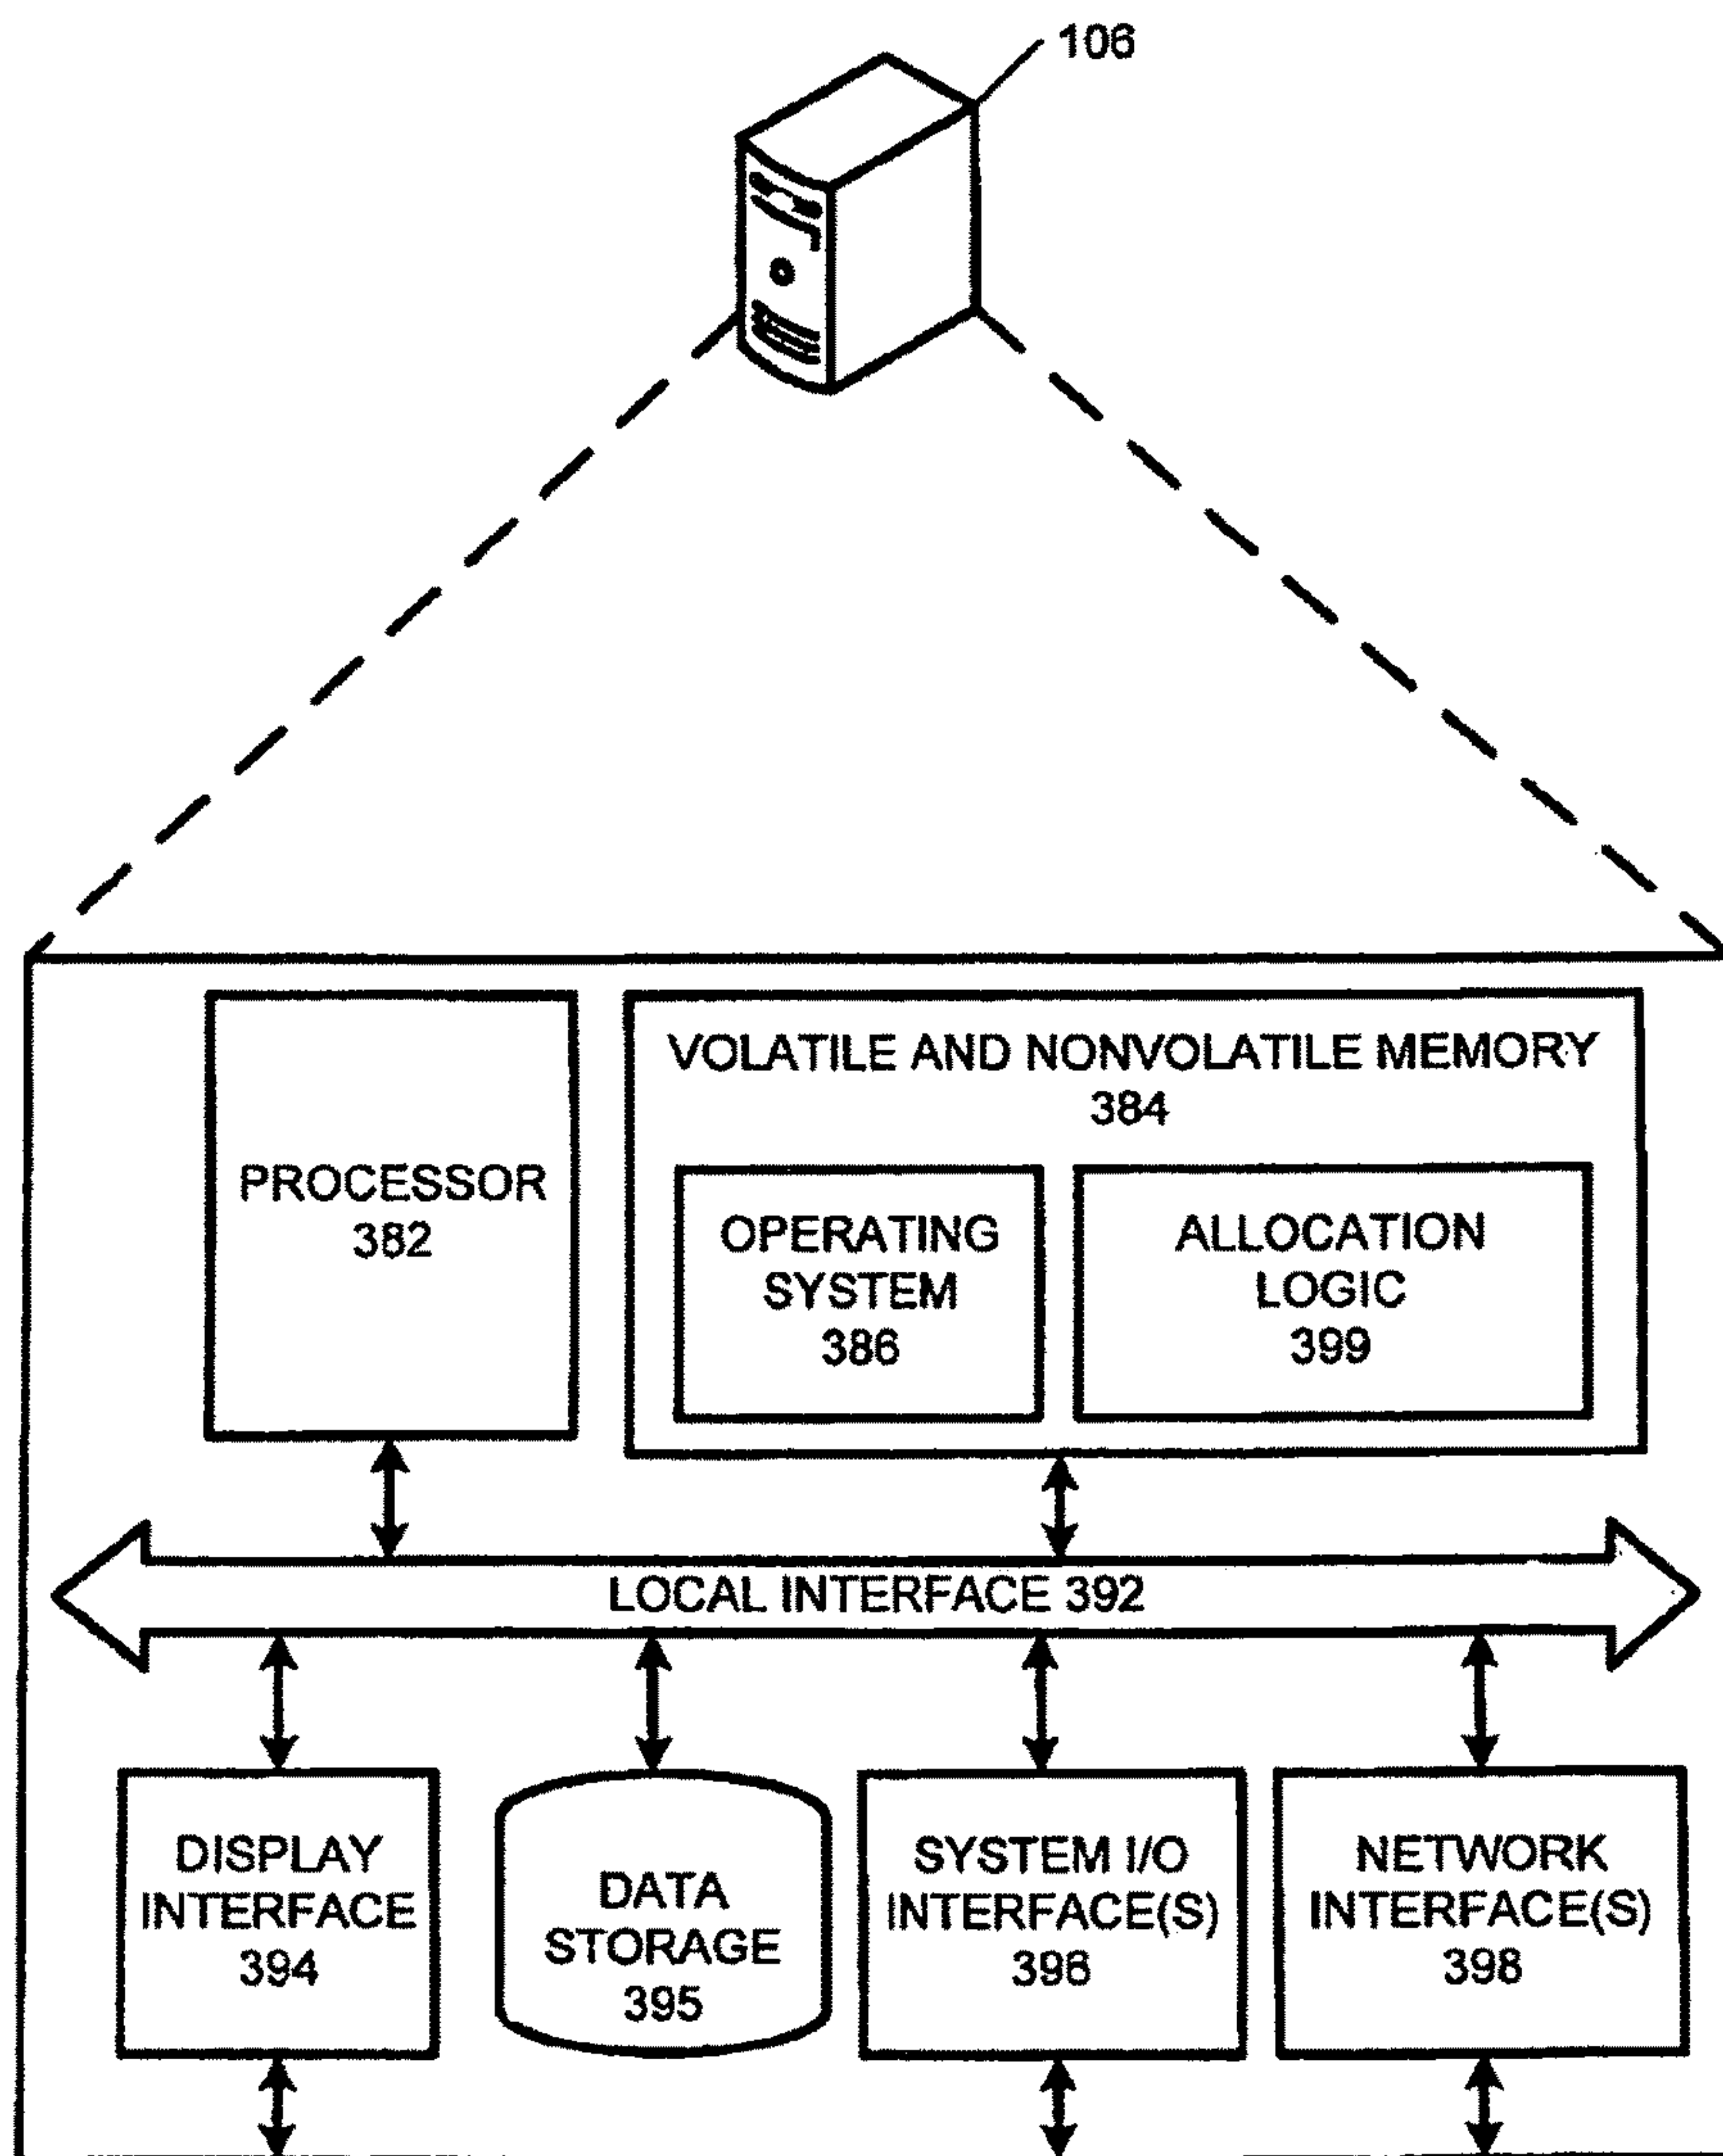 106
PROCESSOR
382
VOLATILE AND NONVOLATILE MEMORY
384
OPERATING
SYSTEM
386
ALLOCATION
LOGIC
399
LOCAL INTERFACE 392
DISPLAY
INTERFACE
394
DATA
STORAGE
395
SYSTEM I/O
INTERFACE(S)
396
NETWORK
INTERFACE(S)
398